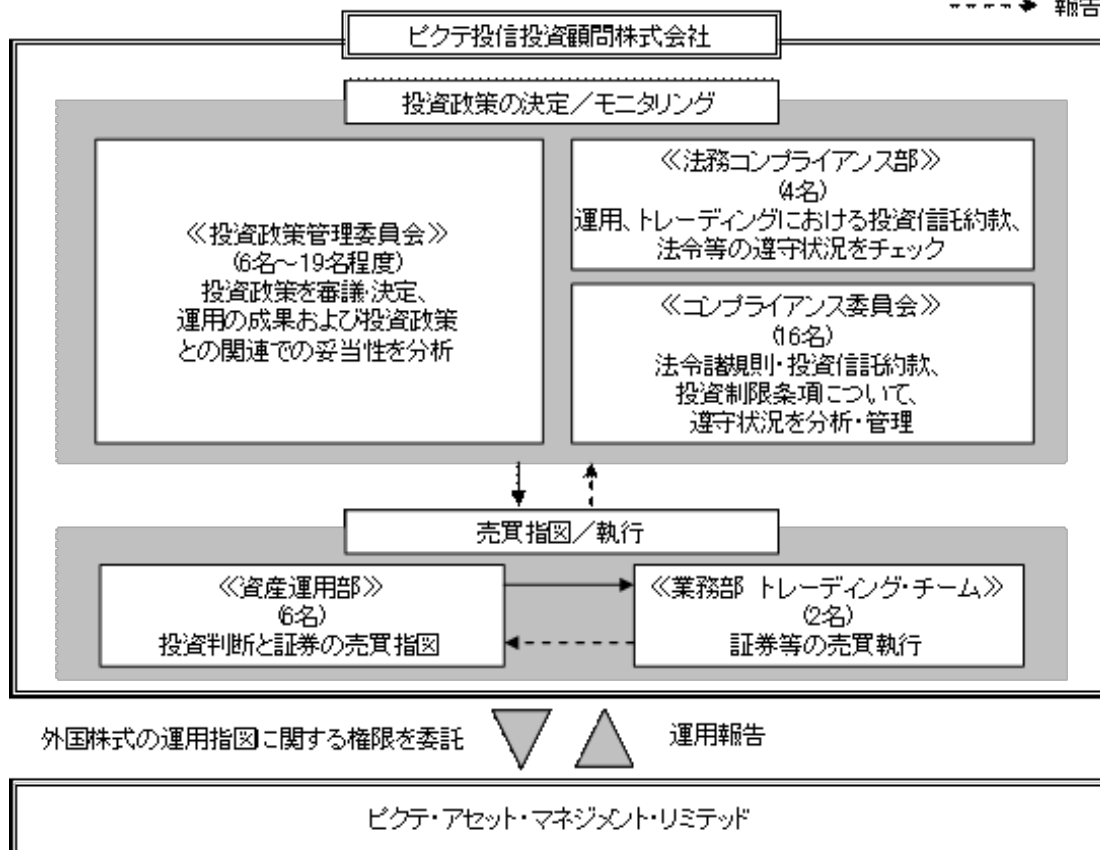 報告
ピクテ投信投資顧問株式会社
投資政策の決定／モニタリング
≪投資政策管理委員会≫
(6名～19名程度)
投資政策を審議・決定、
運用の成果および投資政策
との関連での妥当性を分析
≪法務コンプライアンス部≫
(4名)
運用、トレーディングにおける投資信託約款、
法令等の遵守状況をチェック
≪コンプライアンス委員会≫
(16名)
法令諸規則・投資信託約款、
投資制限条項について、
遵守状況を分析・管理
売買指図／執行
≪資産運用部≫
(6名)
投資判断と証券の売買指図
≪業務部 トレーディング・チーム≫
(2名)
証券等の売買執行
外国株式の運用指図に関する権限を委託
運用報告
ピクテ・アセット・マネジメント・リミテッド